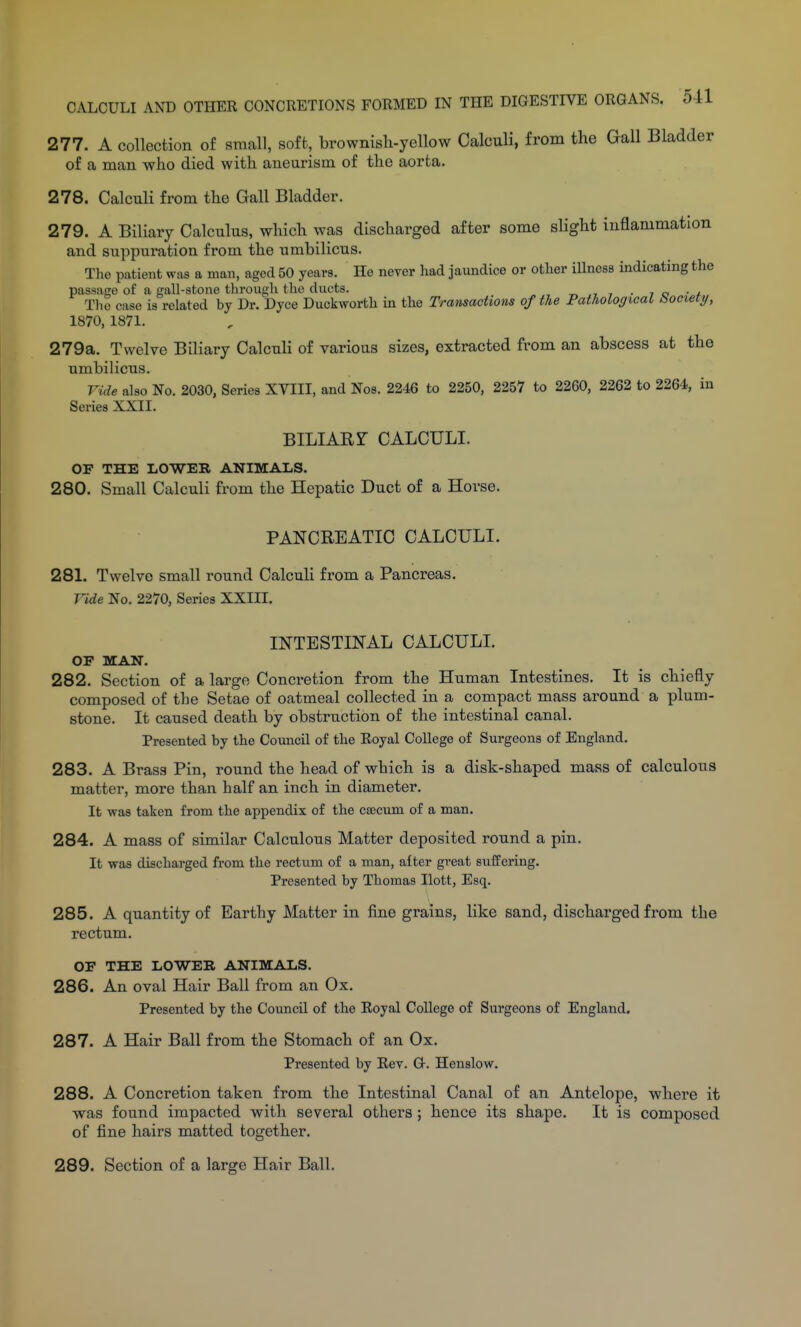 CALCULI AND OTHER CONCRETIONS FORMED IN THE DIGESTIVE ORGANS. 541
277. A collection of small, soft, brownish-yellow Calculi, from the Gall Bladder
of a man who died with aneurism of the aorta.
278. Calculi from the Gall Bladder.
279. A Biliary Calculus, which was discharged after some slight inflammation
and suppuration from the umbilicus.
The patient was a man, aged 50 years. He never had jaundice or other illness indicating the
passage of a gall-stone through the ducts.
The case is related by Dr. Dyce Duckworth in the Transactions of the Pathological Society,
1870, 1871.
279a. Twelve Biliary Calculi of various sizes, extracted from an abscess at the
umbilicus.
Vide also No. 2030, Series XVIII, and Nos. 2246 to 2250, 2257 to 2260, 2262 to 2264, in
Series XXII.
BILIARY CALCULI.
OF THE LOWER ANIMALS.
280. Small Calculi from the Hepatic Duct of a Horse.
PANCREATIC CALCULI.
281. Twelve small round Calculi from a Pancreas.
Vide No. 2270, Series XXIII.
INTESTINAL CALCULI.
OF MAN.
282. Section of a large Concretion from the Human Intestines. It is chiefly
composed of the Setae of oatmeal collected in a compact mass around a plum-
stone. It caused death by obstruction of the intestinal canal.
Presented by the Council of the Royal College of Surgeons of England.
283. A Brass Pin, round the head of which is a disk-shaped mass of calculous
matter, more than half an inch in diameter.
It was taken from the appendix of the cæcum of a man.
284. A mass of similar Calculous Matter deposited round a pin.
It was discharged from the rectum of a man, after great suffering.
Presented by Thomas Ilott, Esq.
285. A quantity of Earthy Matter in fine grains, like sand, discharged from the
rectum.
OF THE LOWER ANIMALS.
286. An oval Hair Ball from an Ox.
Presented by the Council of the Royal College of Surgeons of England.
287. A Hair Ball from the Stomach of an Ox.
Presented by Rev. G. Henslow.
288. A Concretion taken from the Intestinal Canal of an Antelope, where it
was found impacted with several others; hence its shape. It is composed
of fine hairs matted together.
289. Section of a large Hair Ball.